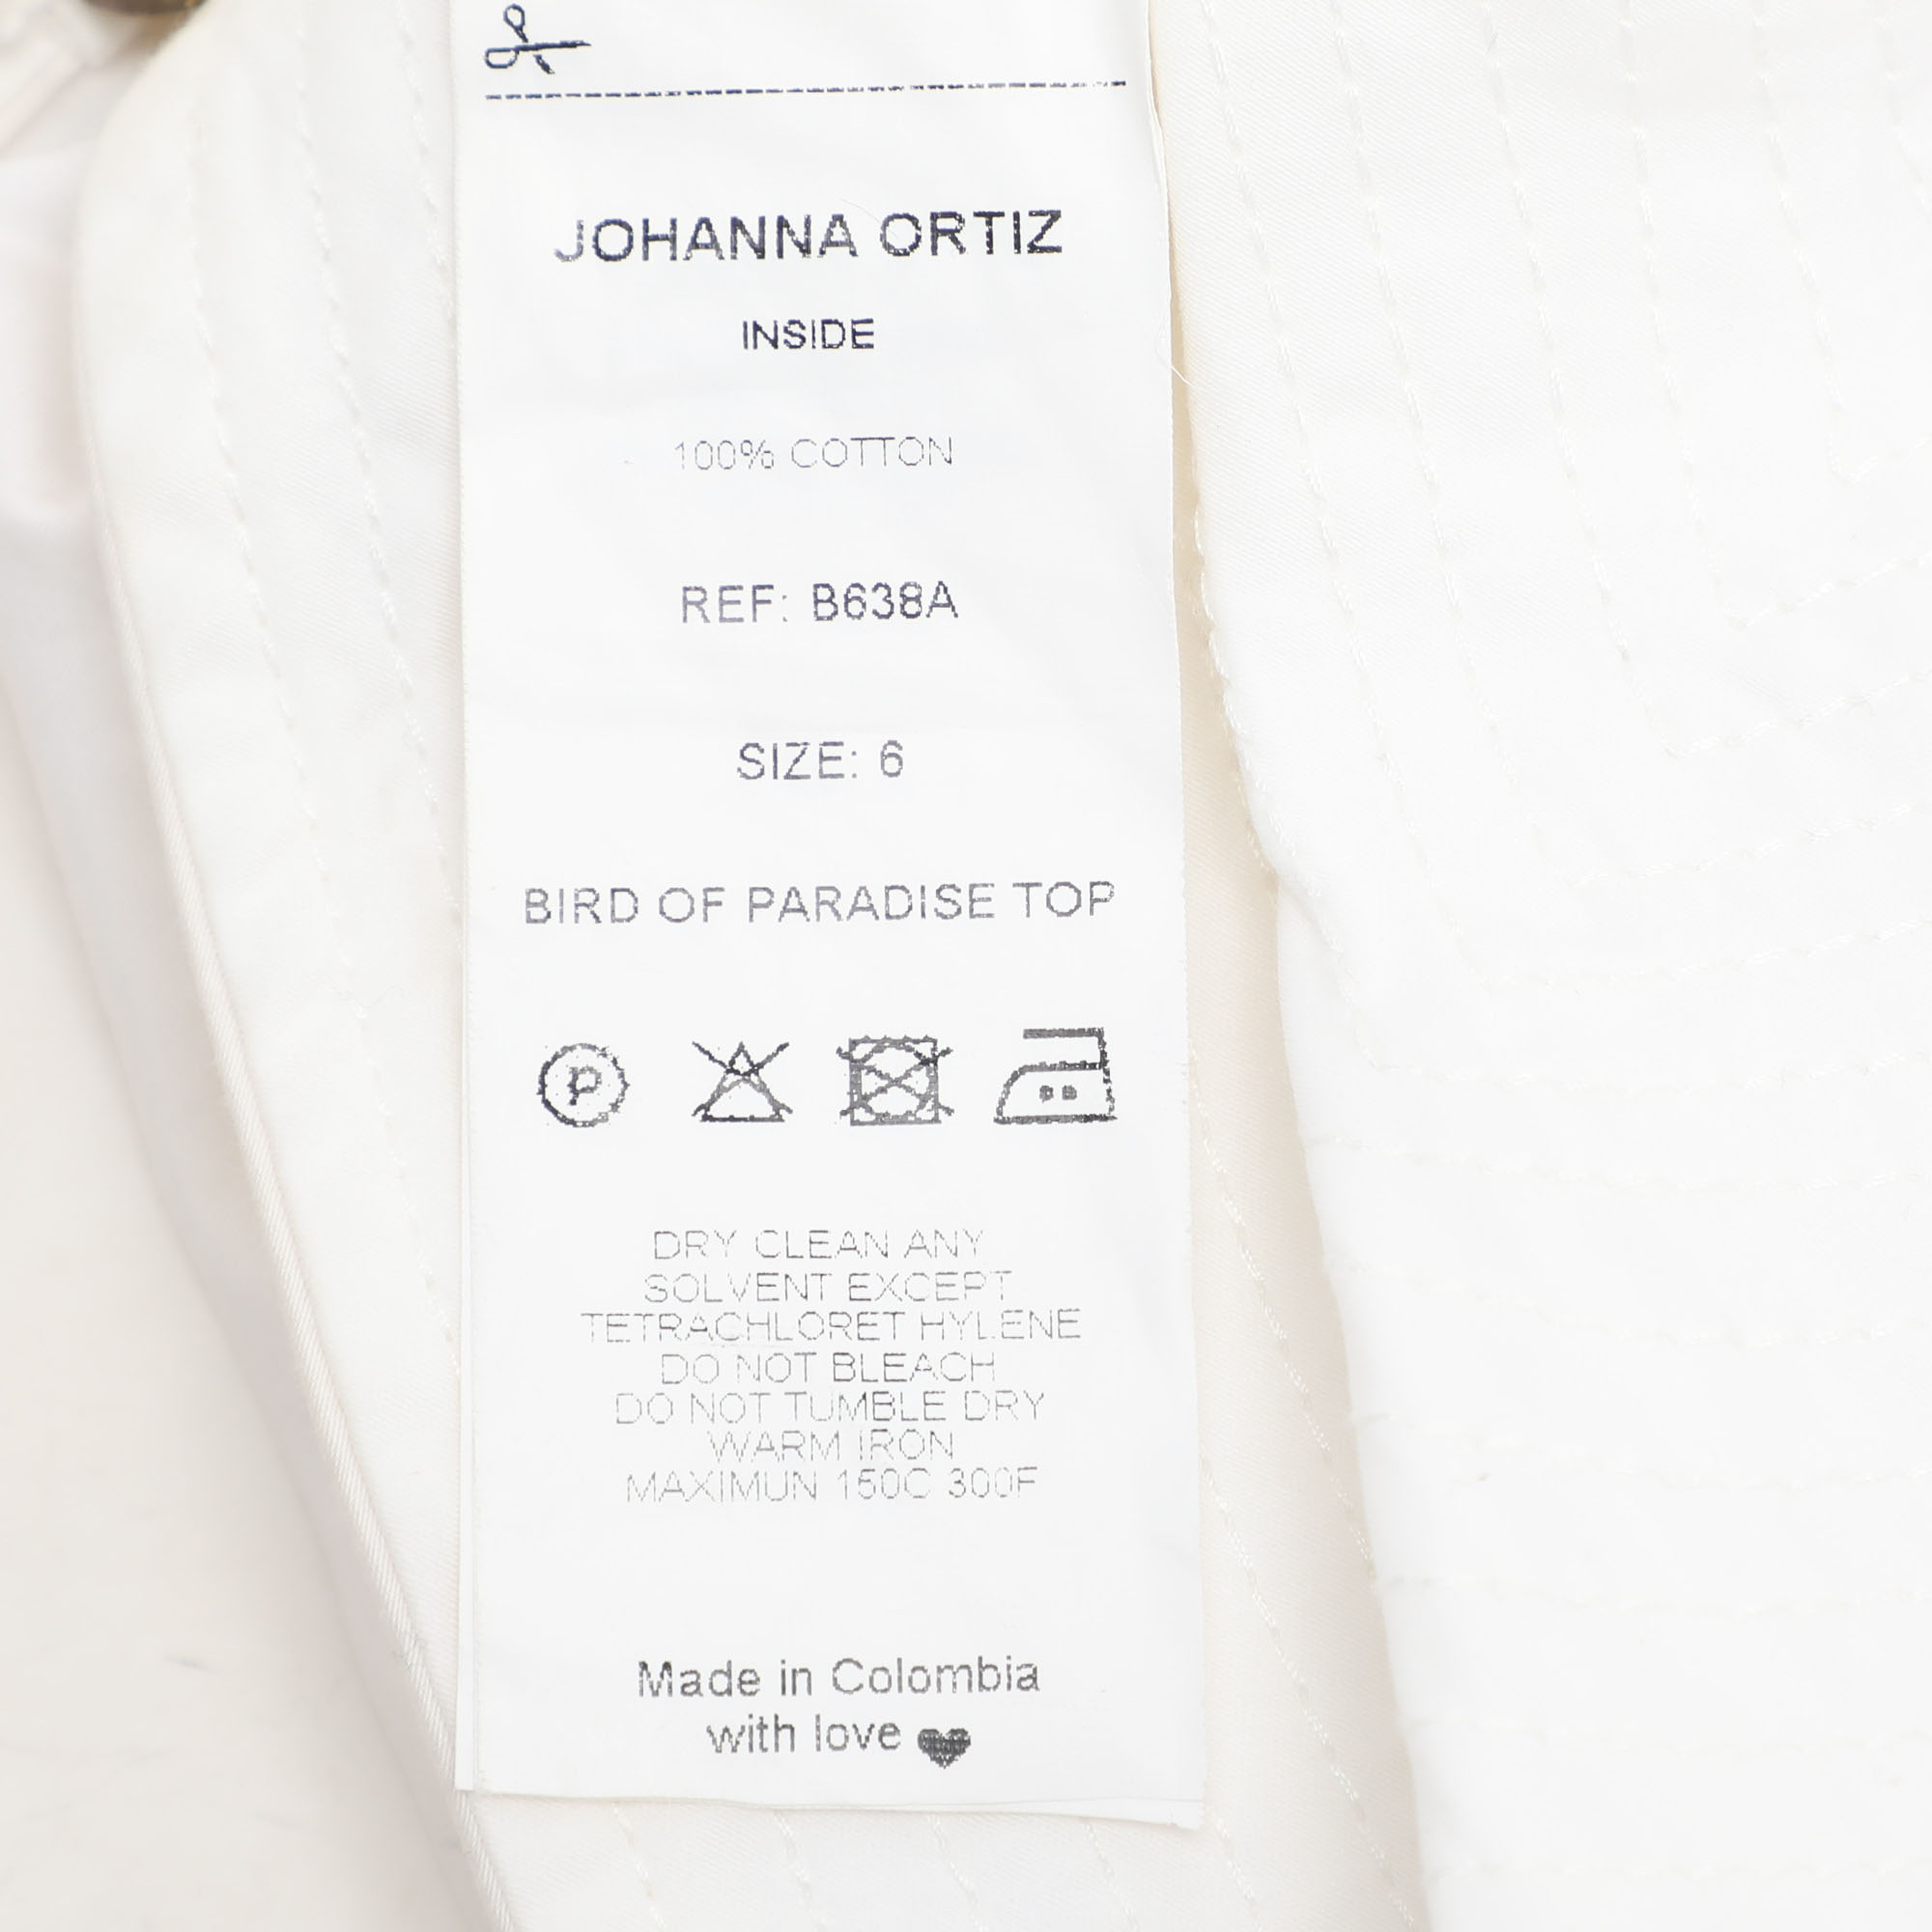 JOHANNA ORTIZ
INSIDE
100% COTTON
REF: B638A
SIZE: 6
BIRD OF PARADISE TOP
P
DRY CLEAN ANY
SOLVENT EXCEPT
TETRACHLORET HYLENE
DO NOT BLEACH
DO NOT TUMBLE DRY
WARM IRON
MAXIMUN 150C 300F
Made in Colombia
with love